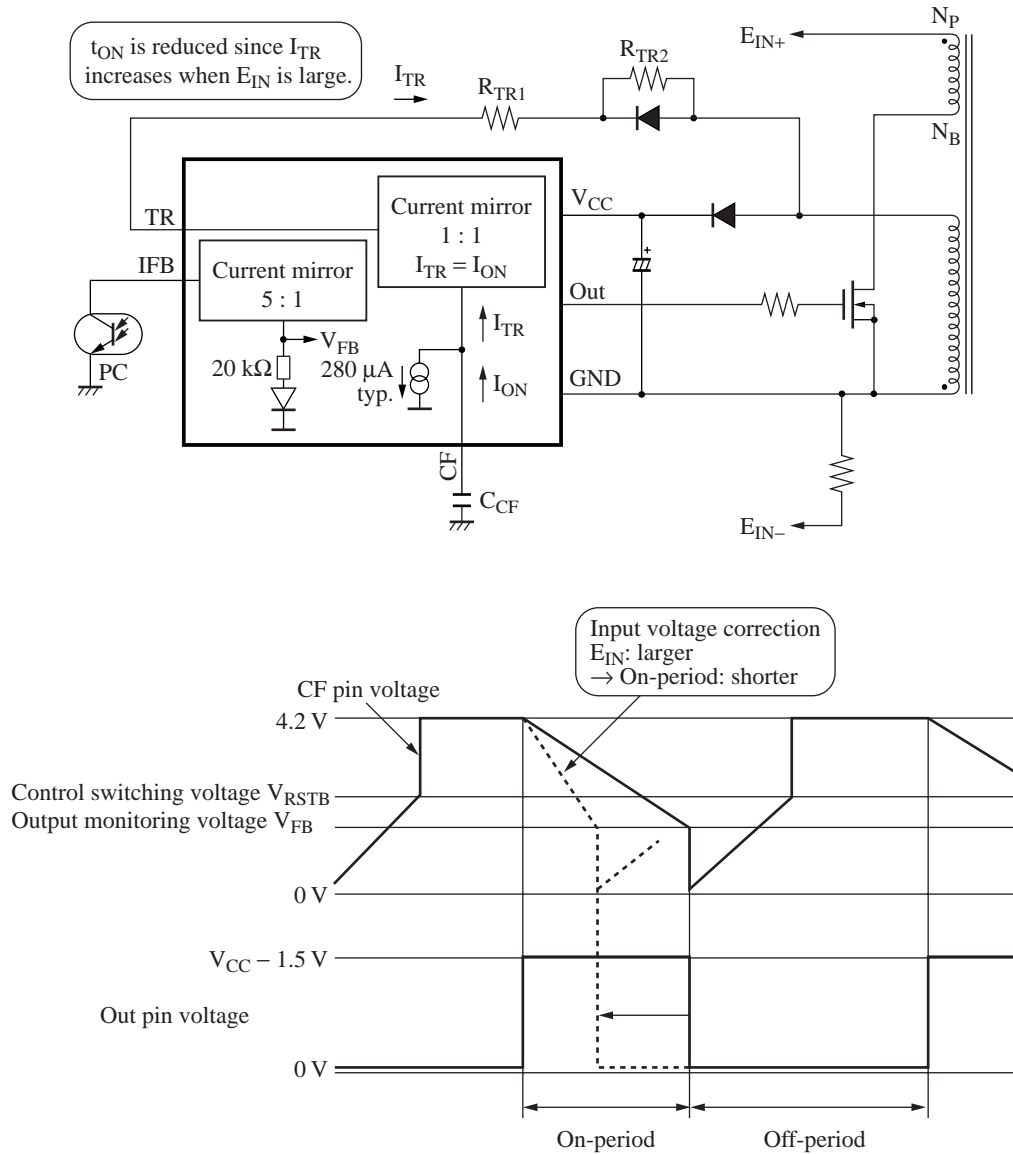 t_ON is reduced since I_TR
increases when E_IN is large.
I_TR
R_TR1
R_TR2
E_IN+
N_P
N_B
TR
IFB
PC
Current mirror
5 : 1
V_FB
20 kΩ
Current mirror
1 : 1
I_TR = I_ON
I_TR
280 µA
typ.
I_ON
V_CC
+
Out
GND
CF
C_CF
E_IN−
Input voltage correction
E_IN: larger
→ On-period: shorter
CF pin voltage
4.2 V
Control switching voltage V_RSTB
Output monitoring voltage V_FB
0 V
V_CC − 1.5 V
Out pin voltage
0 V
On-period
Off-period